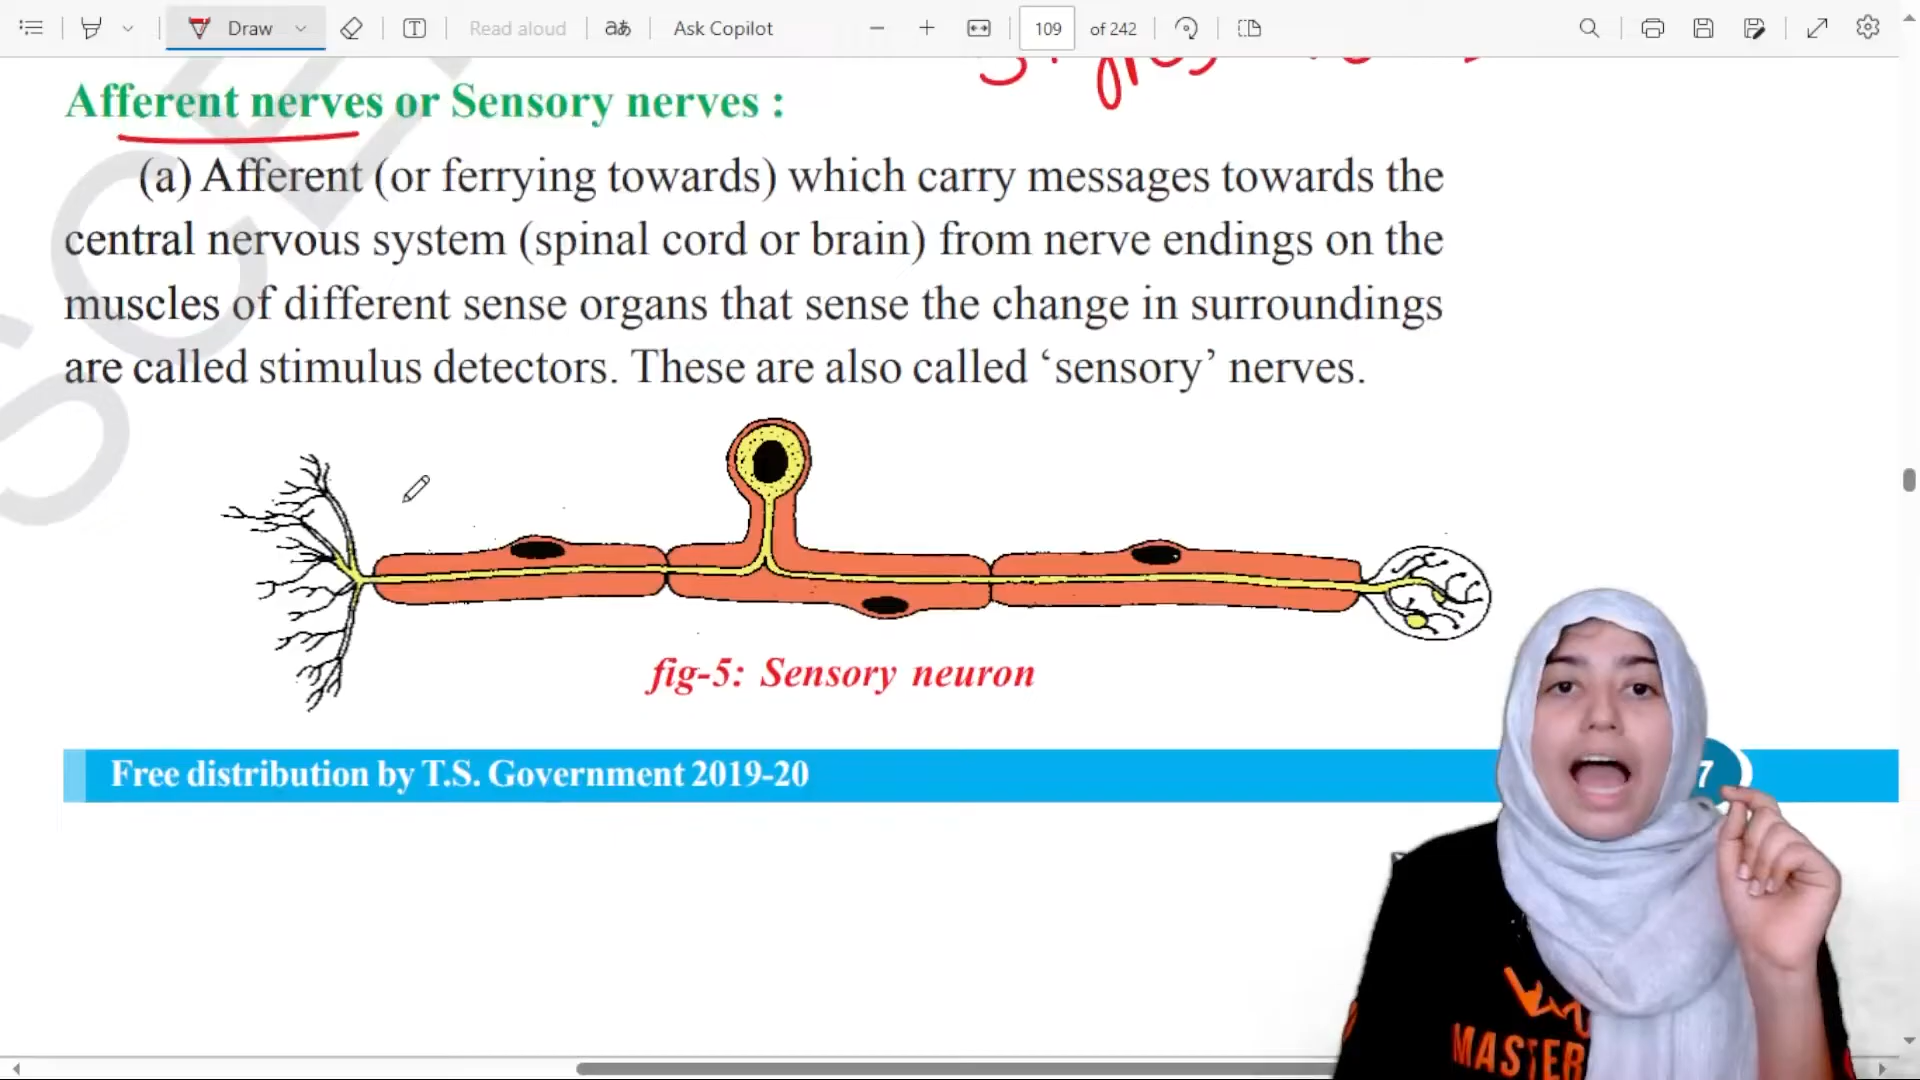 Draw
Read aloud
aあ
Ask Copilot
109
of 242
Afferent nerves or Sensory nerves :
(a) Afferent (or ferrying towards) which carry messages towards the
central nervous system (spinal cord or brain) from nerve endings on the
muscles of different sense organs that sense the change in surroundings
are called stimulus detectors. These are also called ‘sensory’ nerves.
fig-5: Sensory neuron
Free distribution by T.S. Government 2019-20
7
MASTER